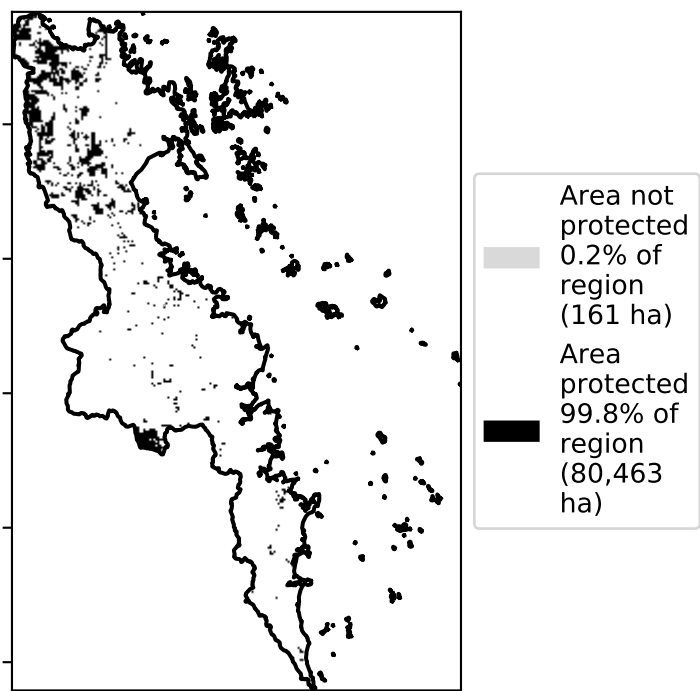 Area not
protected
0.2% of
region
(161 ha)
Area
protected
99.8% of
region
(80,463
ha)